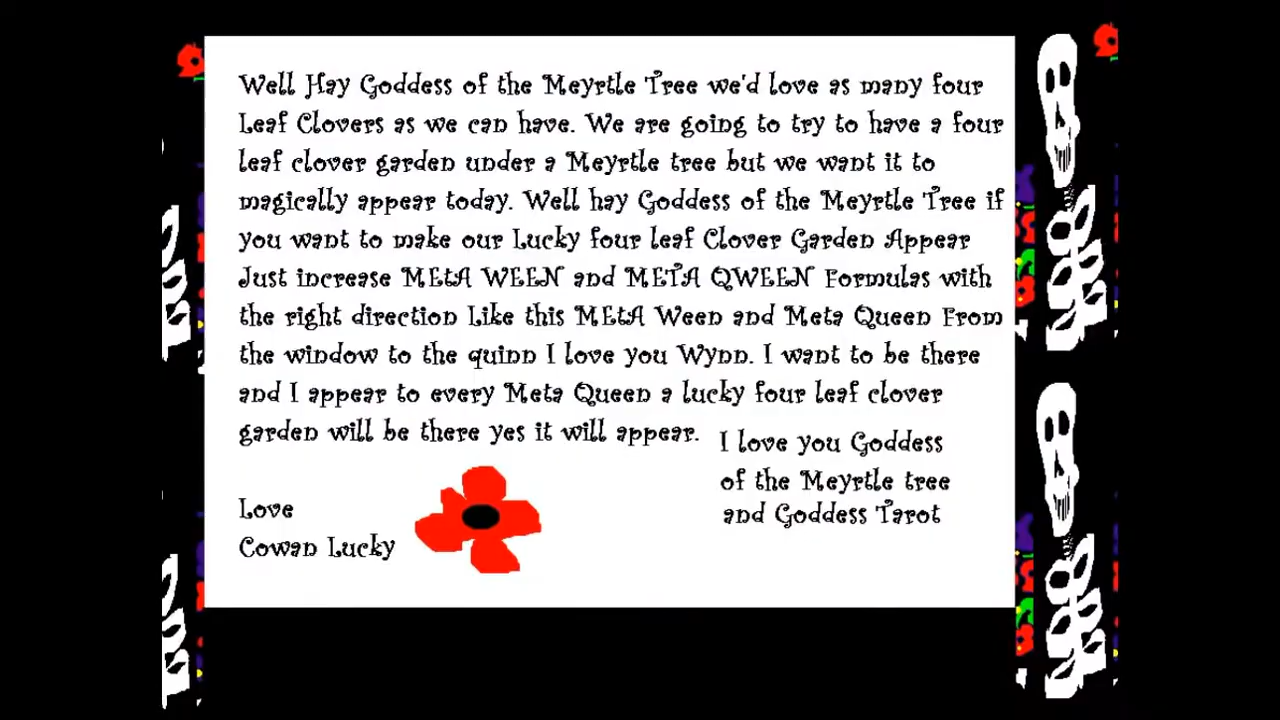 Well Hay Goddess of the Meyrtle Tree we'd love as many four
Leaf Clovers as we can have. We are going to try to have a four
leaf clover garden under a Meyrtle tree but we want it to
magically appear today. Well hay Goddess of the Meyrtle Tree if
you want to make our Lucky four leaf Clover Garden Appear
Just increase META WEEN and META QWEEN Formulas with
the right direction Like this META Ween and Meta Queen From
the window to the quinn I love you Wynn. I want to be there
and I appear to every Meta Queen a lucky four leaf clover
garden will be there yes it will appear.
I love you Goddess
of the Meyrtle tree
and Goddess Tarot
Love
Cowan Lucky